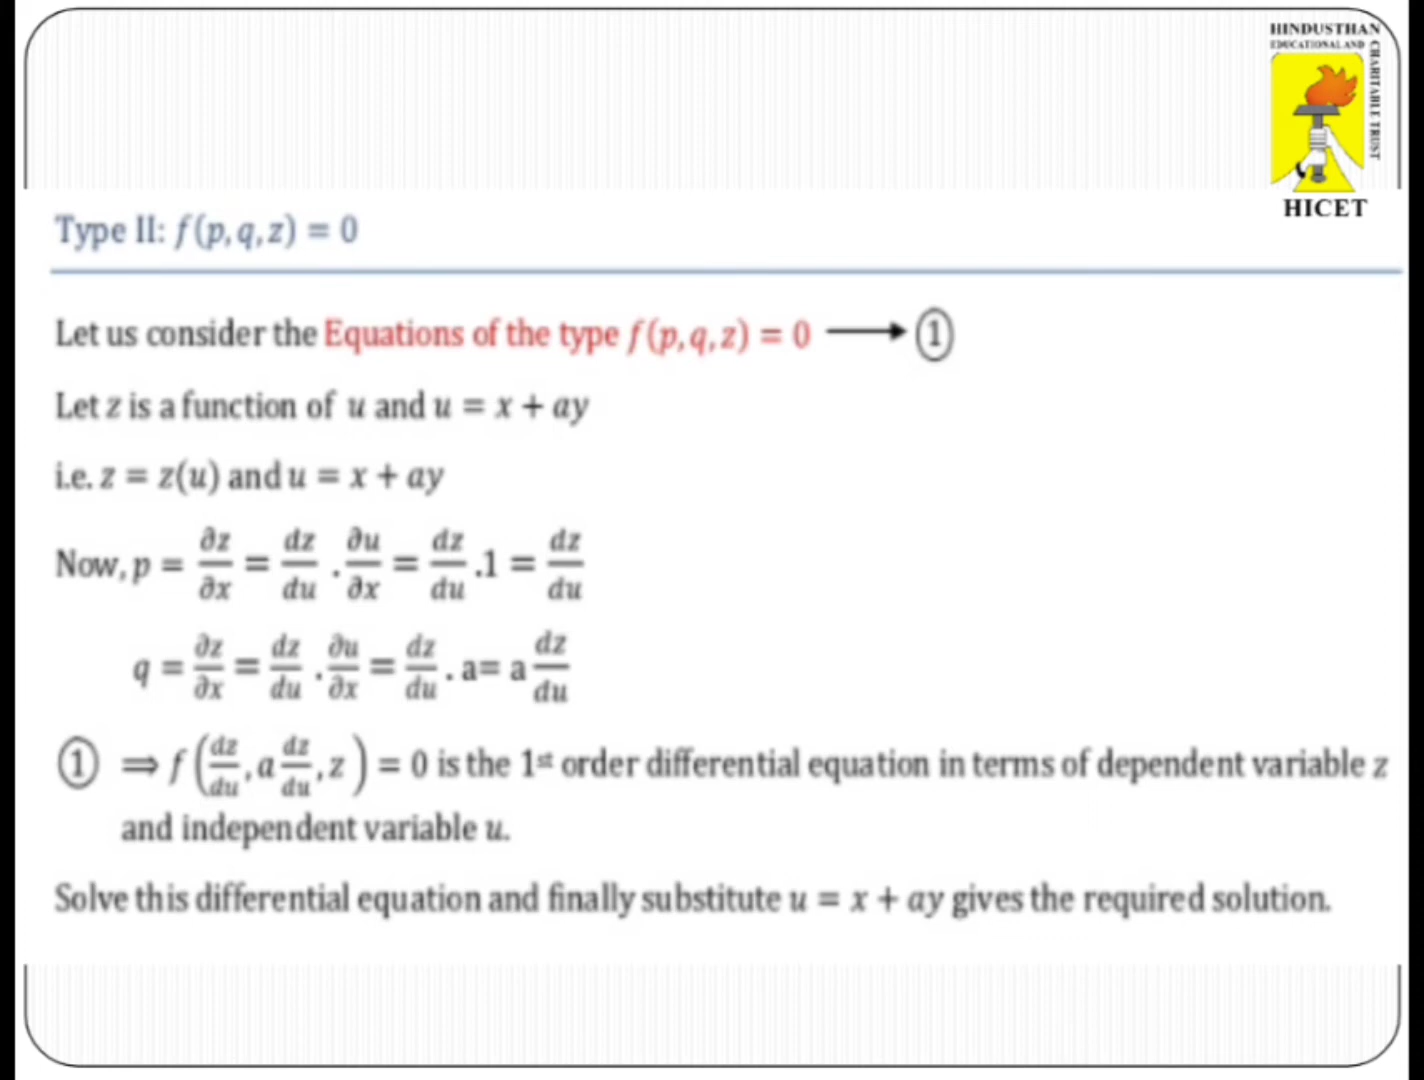 HINDUSTHAN
EDUCATIONAL AND
CHARITABLE TRUST
HICET
Type II: f(p, q, z) = 0
Let us consider the Equations of the type f(p, q, z) = 0 ⟶ ①
Let z is a function of u and u = x + ay
i.e. z = z(u) and u = x + ay
Now, p = ∂z/∂x = dz/du . ∂u/∂x = dz/du .1 = dz/du
q = ∂z/∂x = dz/du . ∂u/∂x = dz/du . a= a dz/du
① ⇒ f (dz/du , a dz/du , z) = 0 is the 1st order differential equation in terms of dependent variable z
and independent variable u.
Solve this differential equation and finally substitute u = x + ay gives the required solution.